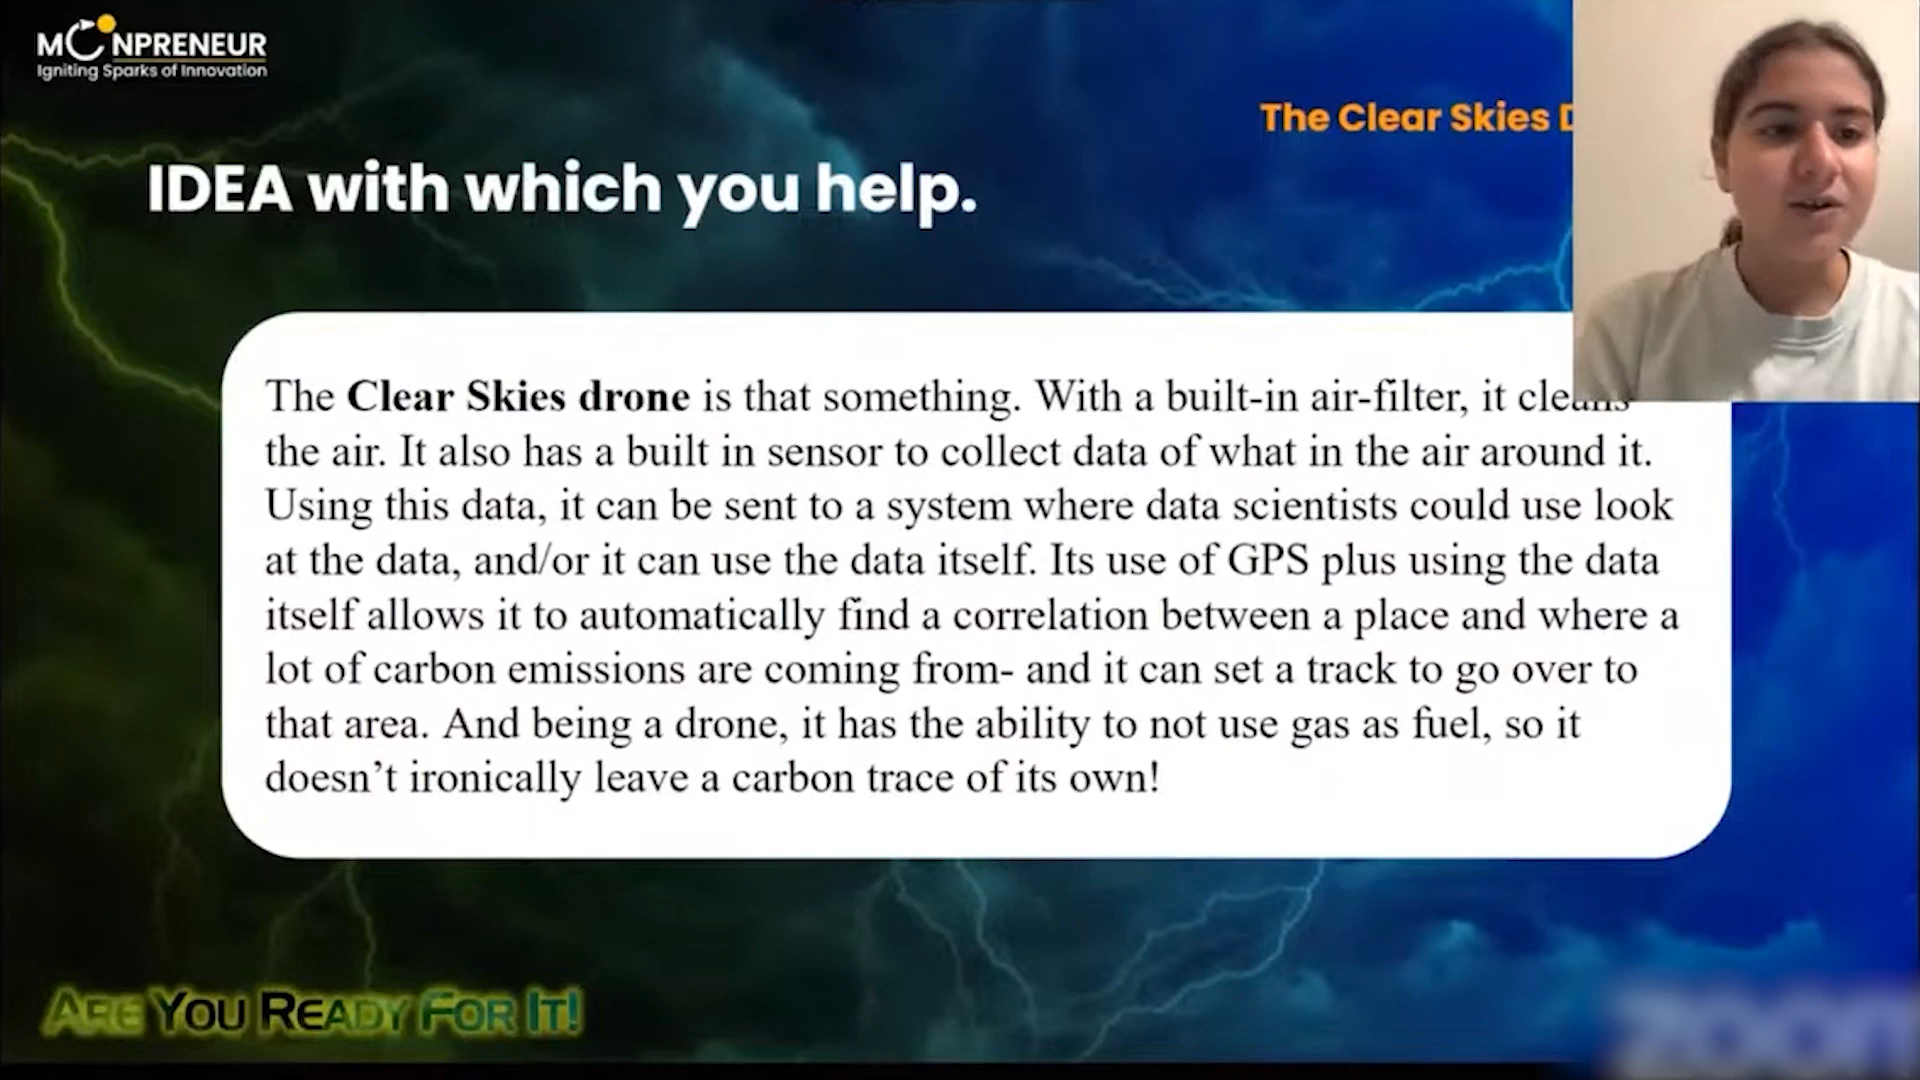 MOONPRENEUR
Igniting Sparks of Innovation
The Clear Skies
IDEA with which you help.
The Clear Skies drone is that something. With a built-in air-filter, it cleans
the air. It also has a built in sensor to collect data of what in the air around it.
Using this data, it can be sent to a system where data scientists could use look
at the data, and/or it can use the data itself. Its use of GPS plus using the data
itself allows it to automatically find a correlation between a place and where a
lot of carbon emissions are coming from- and it can set a track to go over to
that area. And being a drone, it has the ability to not use gas as fuel, so it
doesn’t ironically leave a carbon trace of its own!
ARE YOU READY FOR IT!
zoom